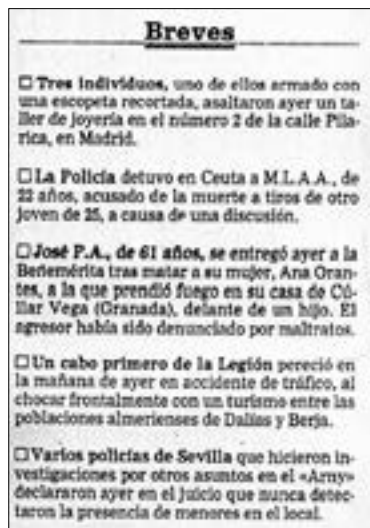 Breves
☐ Tres individuos, uno de ellos armado con
una escopeta recortada, asaltaron ayer un ta-
ller de joyería en el número 2 de la calle Pila-
rica, en Madrid.
☐ La Policía detuvo en Ceuta a M.L.A.A., de
22 años, acusado de la muerte a tiros de otro
joven de 25, a causa de una discusión.
☐ José P.A., de 61 años, se entregó ayer a la
Benemérita tras matar a su mujer, Ana Oran-
tes, a la que prendió fuego en su casa de Cú-
llar Vega (Granada), delante de un hijo. El
agresor había sido denunciado por maltratos.
☐ Un cabo primero de la Legión pereció en
la mañana de ayer en accidente de tráfico, al
chocar frontalmente con un turismo entre las
poblaciones almerienses de Dalías y Berja.
☐ Varios policías de Sevilla que hicieron in-
vestigaciones por otros asuntos en el «Arny»
declararon ayer en el juicio que nunca detec-
taron la presencia de menores en el local.